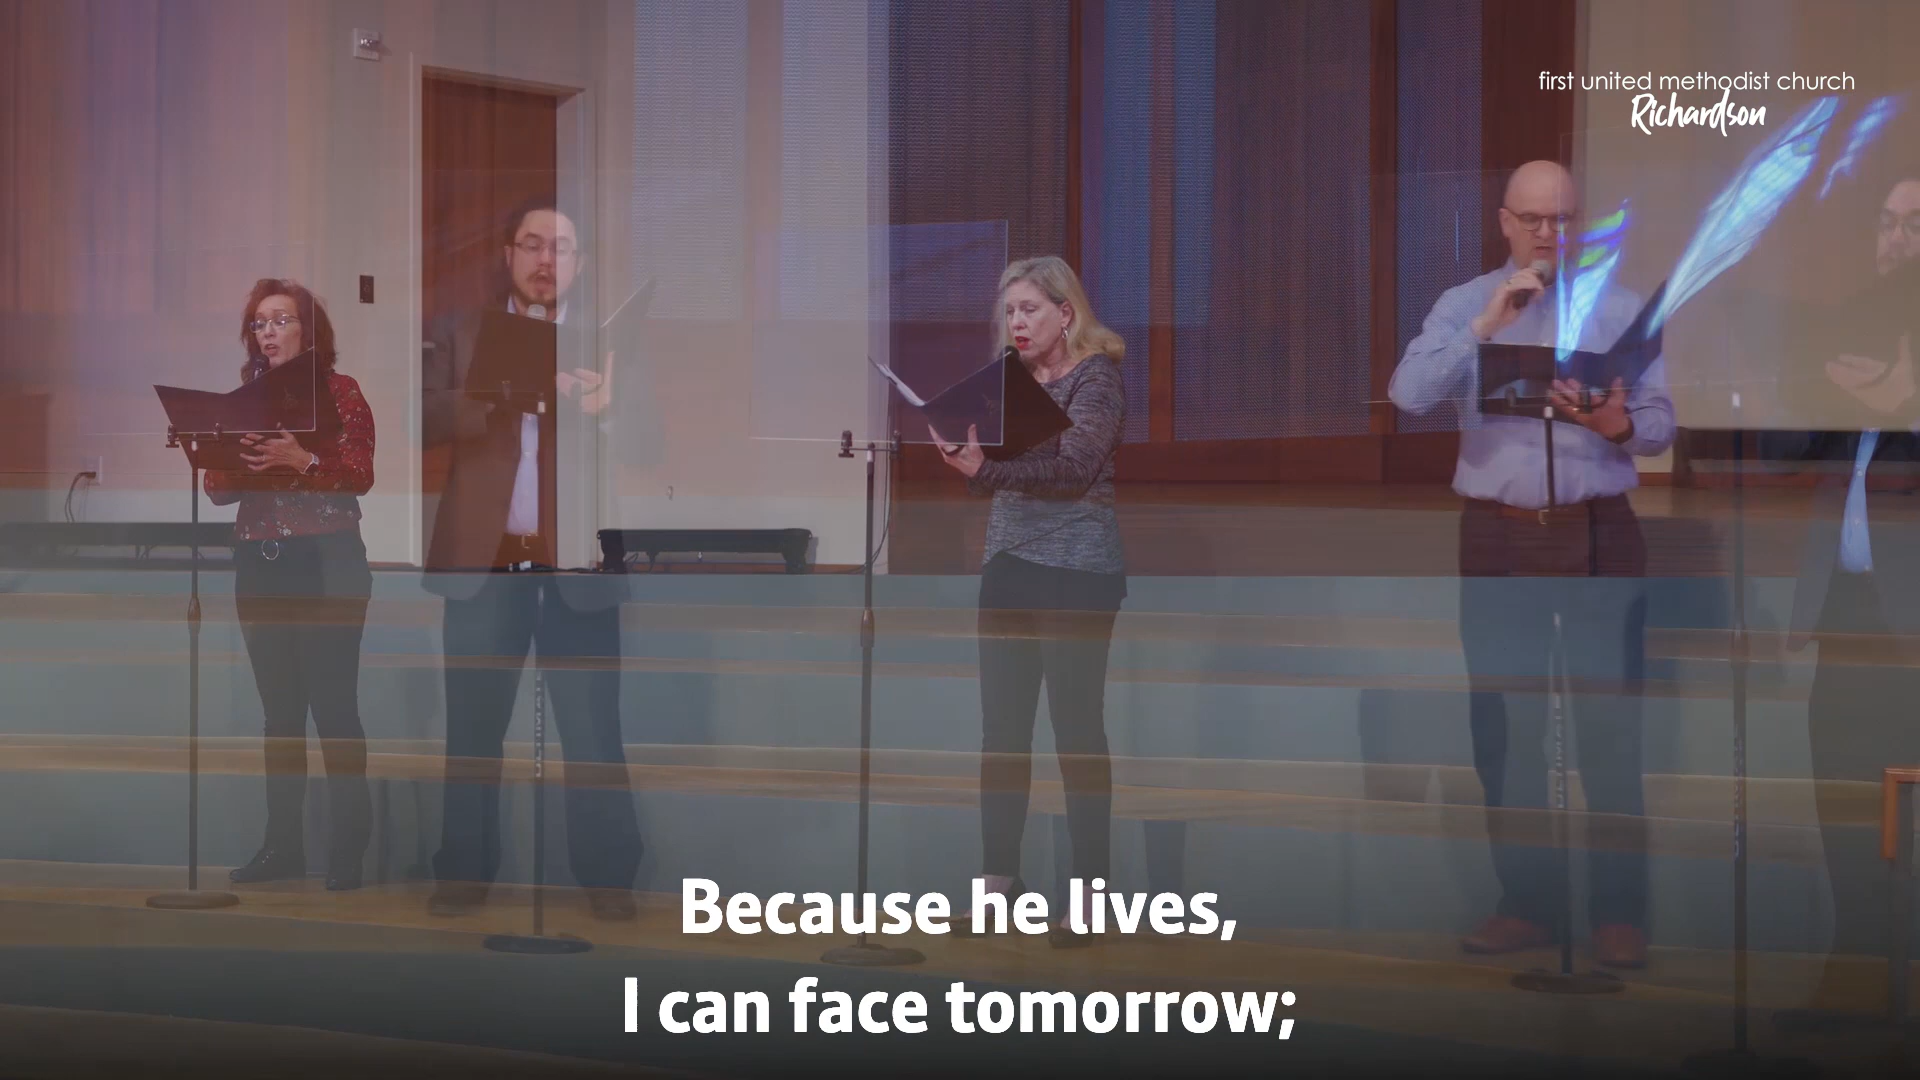 first united methodist church
Richardson
Because he lives,
I can face tomorrow;